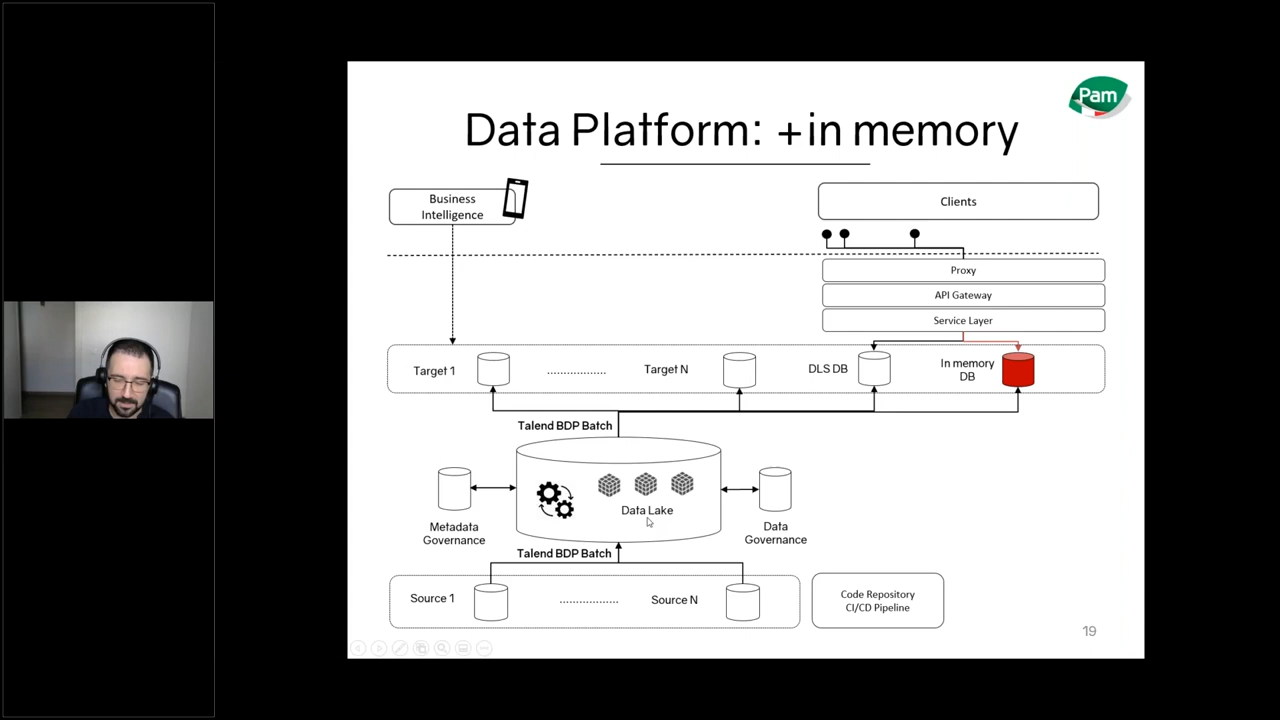 Pam
Data Platform: +in memory
Business
Intelligence
Clients
Proxy
API Gateway
Service Layer
Target 1
...................
Target N
DLS DB
In memory
DB
Talend BDP Batch
Data Lake
Metadata
Governance
Data
Governance
Talend BDP Batch
Source 1
...................
Source N
Code Repository
CI/CD Pipeline
19